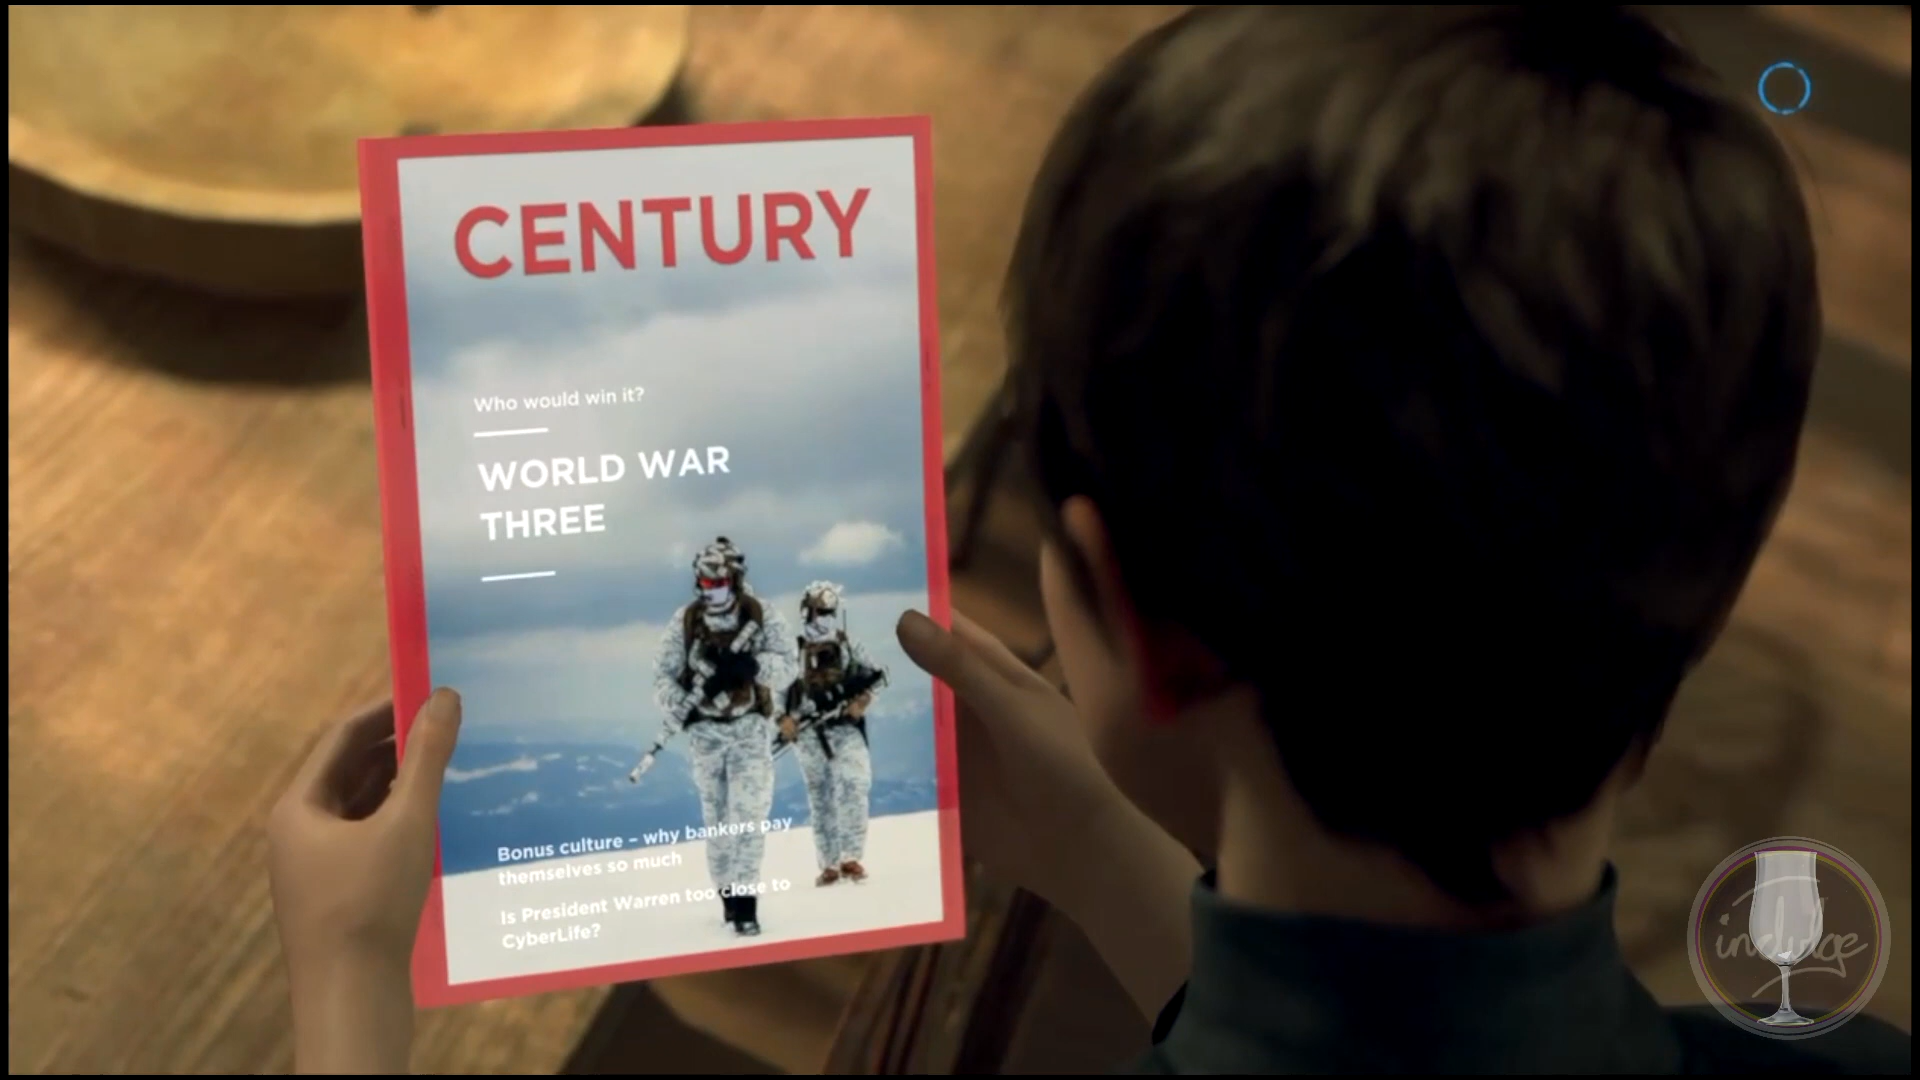 CENTURY
Who would win it?
WORLD WAR
THREE
Bonus culture – why bankers pay
themselves so much
Is President Warren too close to
CyberLife?
indulge